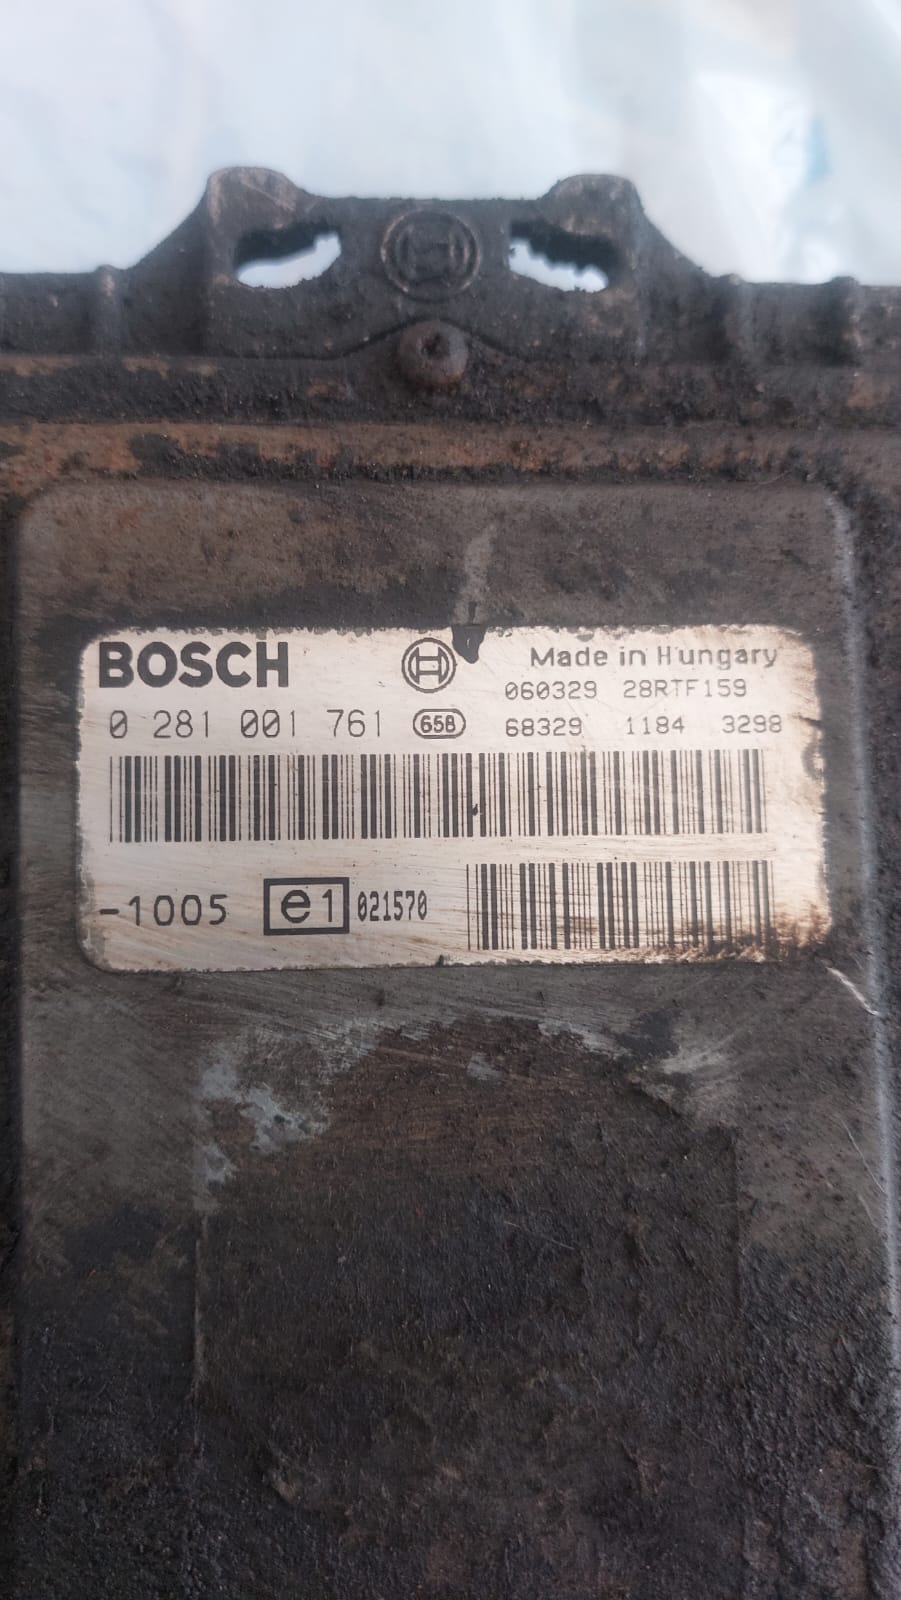 BOSCH
Made in Hungary
060329 28RTF159
0 281 001 761 658
68329 1184 3298
-1005 e1 021570